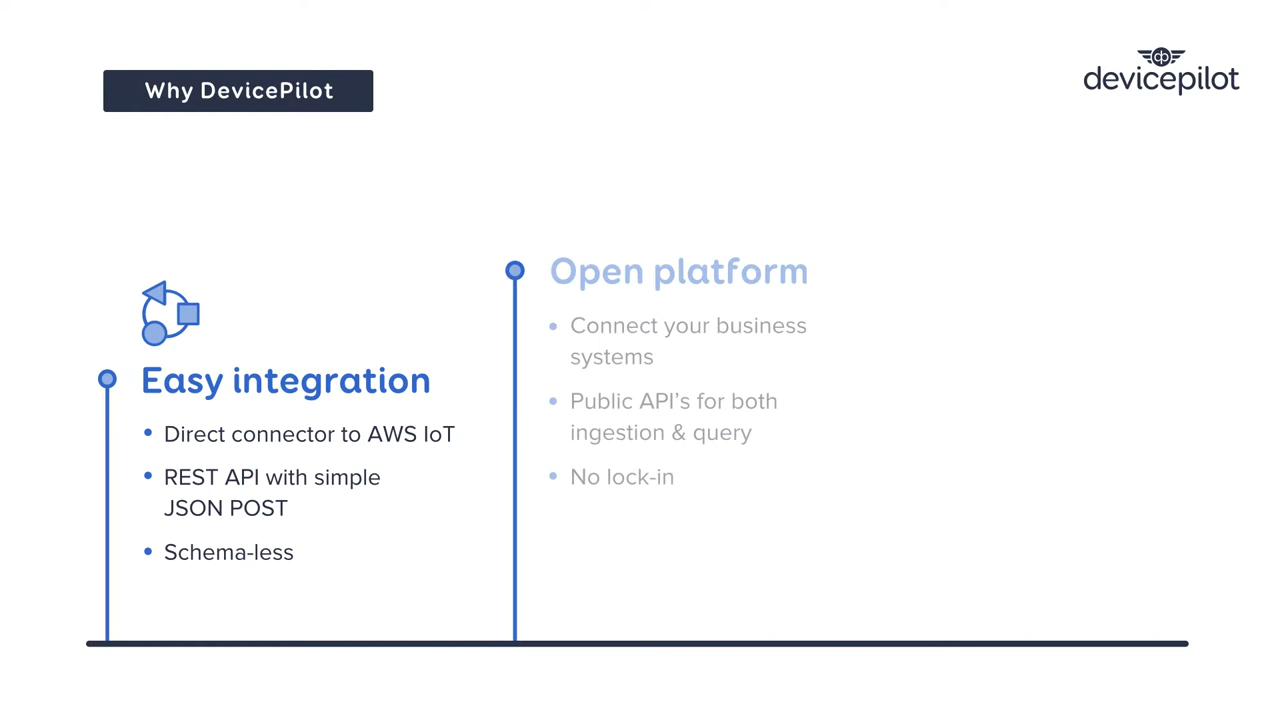 Why DevicePilot
devicepilot
Easy integration
• Direct connector to AWS IoT
• REST API with simple
JSON POST
• Schema-less
Open platform
• Connect your business
systems
• Public API’s for both
ingestion & query
• No lock-in